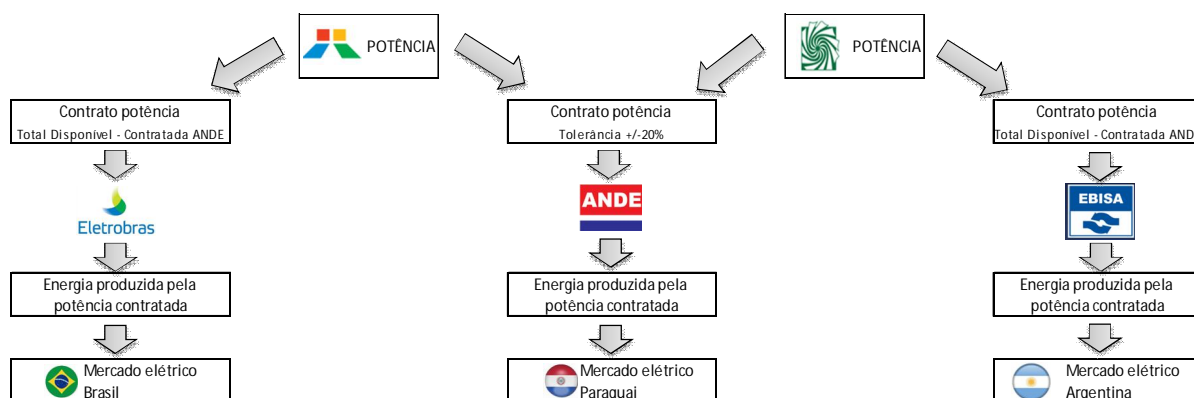 POTÊNCIA
POTÊNCIA
Contrato potência
Total Disponível - Contratada ANDE
Contrato potência
Tolerância +/-20%
Contrato potência
Total Disponível - Contratada AND
Eletrobras
ANDE
EBISA
Energia produzida pela
potência contratada
Energia produzida pela
potência contratada
Energia produzida pela
potência contratada
Mercado elétrico
Brasil
Mercado elétrico
Paraguai
Mercado elétrico
Argentina